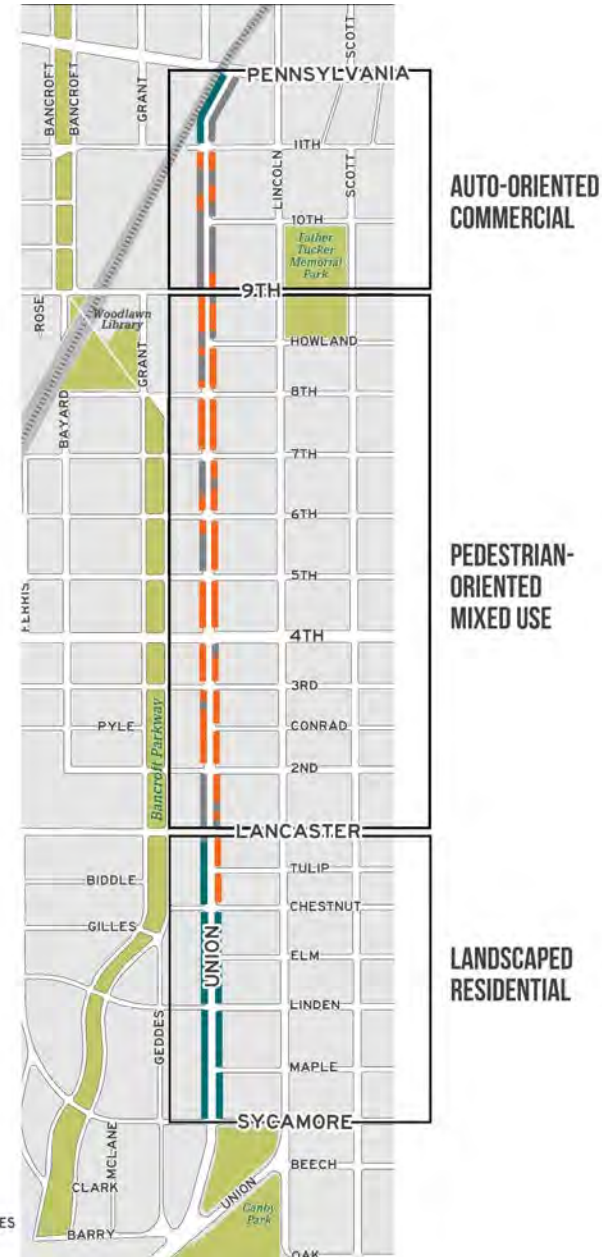 SCOTT
PENNSYLVANIA
BANCROFT
BANCROFT
GRANT
11TH
LINCOLN
SCOTT
AUTO-ORIENTED
COMMERCIAL
10TH
Father
Tucker
Memorial
Park
9TH
ROSE
Woodlawn
Library
HOWLAND
GRANT
8TH
BAYARD
7TH
6TH
PEDESTRIAN-
ORIENTED
MIXED USE
5TH
FERRIS
4TH
3RD
Bancroft Parkway
PYLE
CONRAD
2ND
LANCASTER
TULIP
BIDDLE
CHESTNUT
GILLES
UNION
ELM
LANDSCAPED
RESIDENTIAL
LINDEN
GEDDES
MAPLE
SYCAMORE
MCLANE
BEECH
CLARK
UNION
Canby
Park
ES
BARRY
OAK